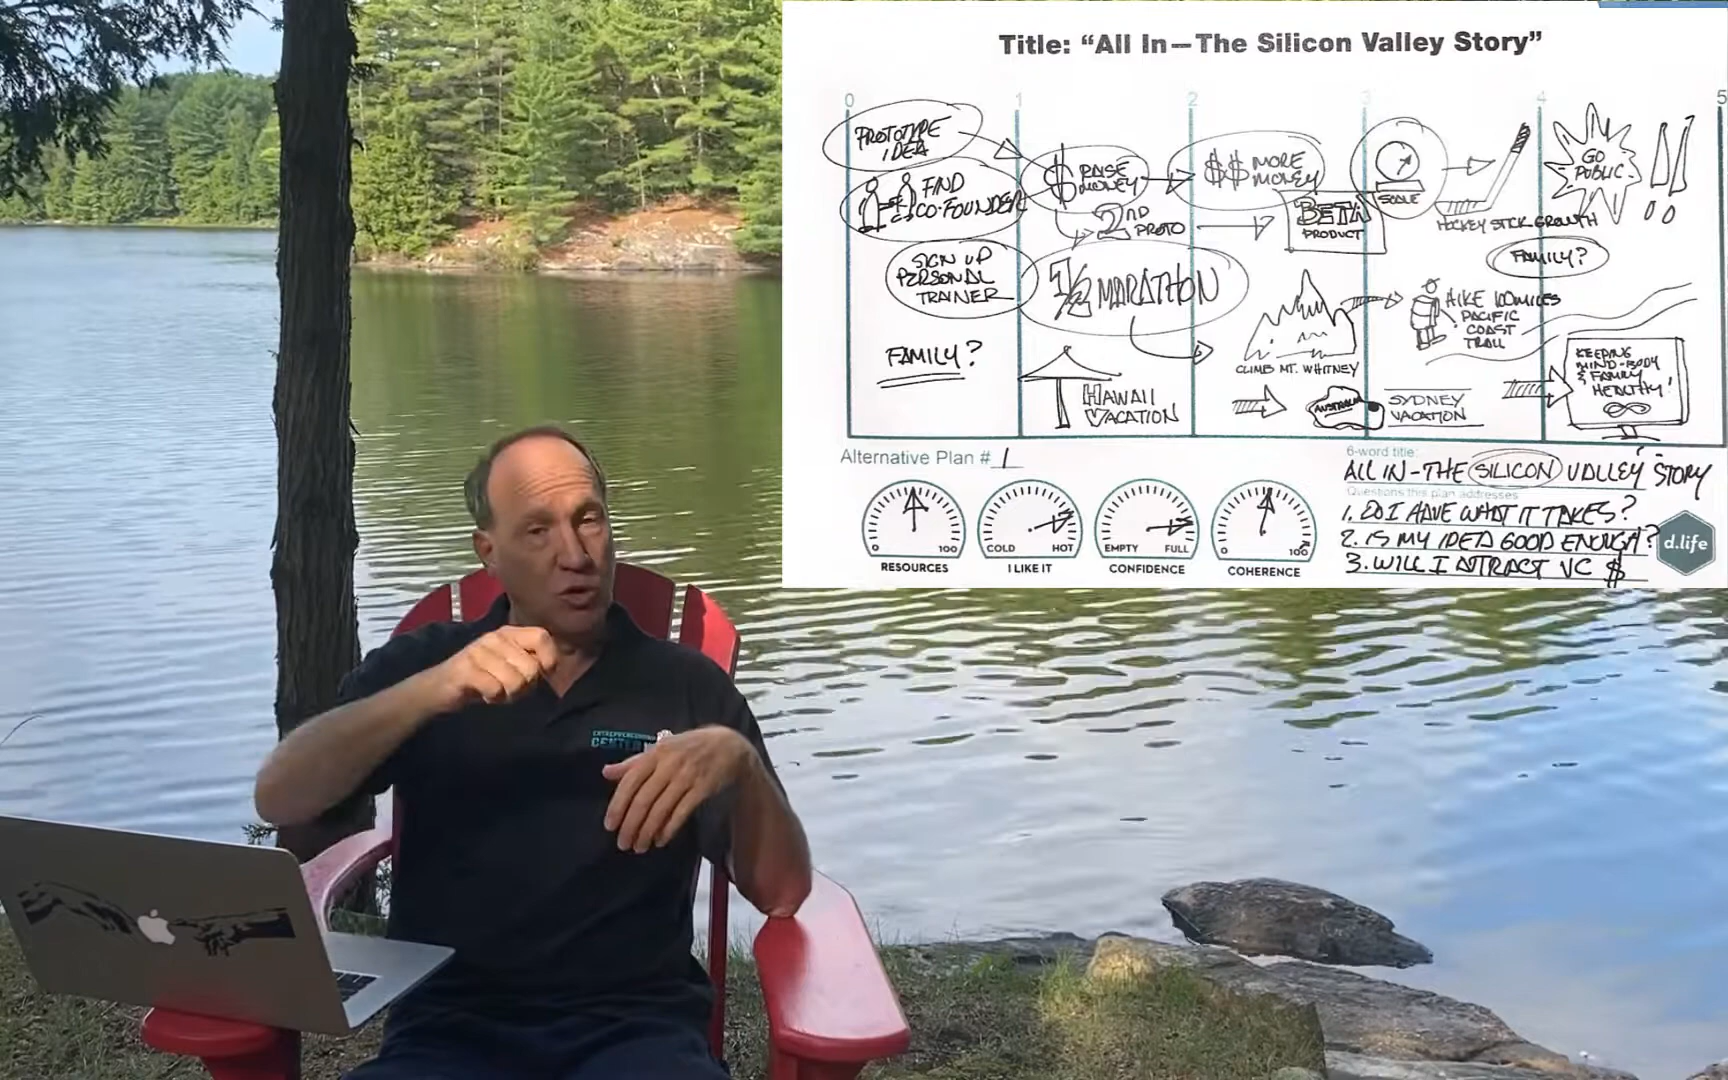 Title: "All In—The Silicon Valley Story"
0 1 2 3 4 5
PROTOTYPE
IDEA
FIND
CO-FOUNDER
SIGN UP
PERSONAL
TRAINER
FAMILY?
$ RAISE
MONEY
2ND
PROTO
1/2 MARATHON
HAWAII
VACATION
$$ MORE
MONEY
BETA
PRODUCT
CLIMB MT. WHITNEY
AUSTRALIA
SCALE
HOCKEY STICK GROWTH
HIKE 100 MILES
PACIFIC
COAST
TRAIL
SYDNEY
VACATION
GO
PUBLIC
!!
FAMILY?
KEEPING
MIND-BODY
& FAMILY
HEALTHY!
Alternative Plan # 1
6-word title:
ALL IN-THE SILICON VALLEY STORY
Questions this plan addresses
1. DO I HAVE WHAT IT TAKES?
2. IS MY IDEA GOOD ENOUGH?
3. WILL I ATTRACT VC $
0 100
RESOURCES
COLD HOT
I LIKE IT
EMPTY FULL
CONFIDENCE
0 100
COHERENCE
d.life
ENTREPRENEURSHIP
CENTER